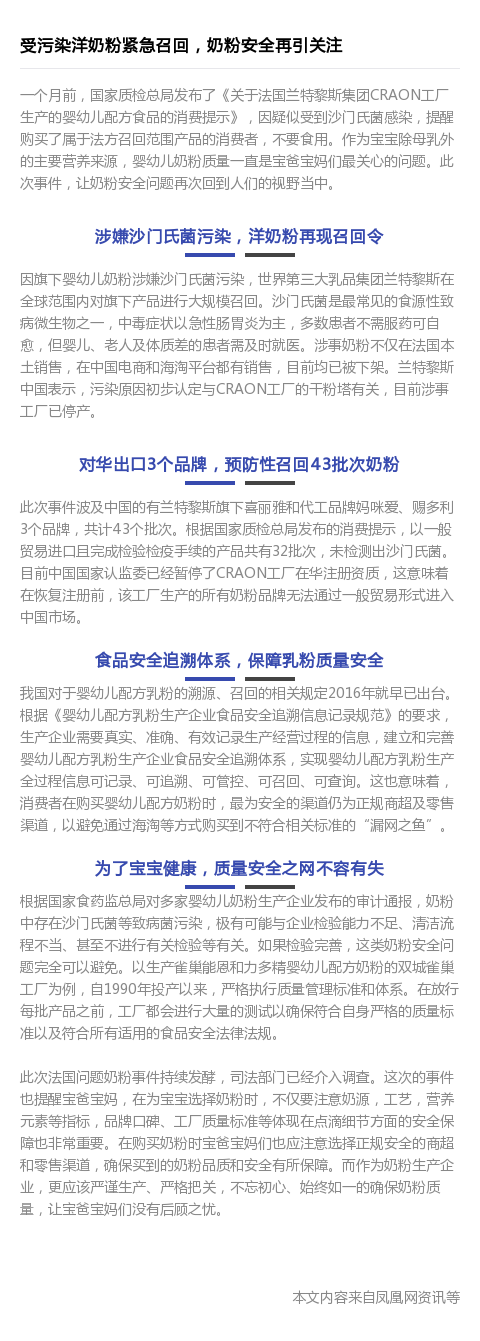 受污染洋奶粉紧急召回，奶粉安全再引关注
一个月前，国家质检总局发布了《关于法国兰特黎斯集团CRAON工厂
生产的婴幼儿配方食品的消费提示》，因疑似受到沙门氏菌感染，提醒
购买了属于法方召回范围产品的消费者，不要食用。作为宝宝除母乳外
的主要营养来源，婴幼儿奶粉质量一直是宝爸宝妈们最关心的问题。此
次事件，让奶粉安全问题再次回到人们的视野当中。
涉嫌沙门氏菌污染，洋奶粉再现召回令
因旗下婴幼儿奶粉涉嫌沙门氏菌污染，世界第三大乳品集团兰特黎斯在
全球范围内对旗下产品进行大规模召回。沙门氏菌是最常见的食源性致
病微生物之一，中毒症状以急性肠胃炎为主，多数患者不需服药可自
愈，但婴儿、老人及体质差的患者需及时就医。涉事奶粉不仅在法国本
土销售，在中国电商和海淘平台都有销售，目前均已被下架。兰特黎斯
中国表示，污染原因初步认定与CRAON工厂的干粉塔有关，目前涉事
工厂已停产。
对华出口3个品牌，预防性召回43批次奶粉
此次事件波及中国的有兰特黎斯旗下喜丽雅和代工品牌妈咪爱、赐多利
3个品牌，共计43个批次。根据国家质检总局发布的消费提示，以一般
贸易进口且完成检验检疫手续的产品共有32批次，未检测出沙门氏菌。
目前中国国家认监委已经暂停了CRAON工厂在华注册资质，这意味着
在恢复注册前，该工厂生产的所有奶粉品牌无法通过一般贸易形式进入
中国市场。
食品安全追溯体系，保障乳粉质量安全
我国对于婴幼儿配方乳粉的溯源、召回的相关规定2016年就早已出台。
根据《婴幼儿配方乳粉生产企业食品安全追溯信息记录规范》的要求，
生产企业需要真实、准确、有效记录生产经营过程的信息，建立和完善
婴幼儿配方乳粉生产企业食品安全追溯体系，实现婴幼儿配方乳粉生产
全过程信息可记录、可追溯、可管控、可召回、可查询。这也意味着，
消费者在购买婴幼儿配方奶粉时，最为安全的渠道仍为正规商超及零售
渠道，以避免通过海淘等方式购买到不符合相关标准的“漏网之鱼”。
为了宝宝健康，质量安全之网不容有失
根据国家食药监总局对多家婴幼儿奶粉生产企业发布的审计通报，奶粉
中存在沙门氏菌等致病菌污染，极有可能与企业检验能力不足、清洁流
程不当、甚至不进行有关检验等有关。如果检验完善，这类奶粉安全问
题完全可以避免。以生产雀巢能恩和力多精婴幼儿配方奶粉的双城雀巢
工厂为例，自1990年投产以来，严格执行质量管理标准和体系。在放行
每批产品之前，工厂都会进行大量的测试以确保符合自身严格的质量标
准以及符合所有适用的食品安全法律法规。
此次法国问题奶粉事件持续发酵，司法部门已经介入调查。这次的事件
也提醒宝爸宝妈，在为宝宝选择奶粉时，不仅要注意奶源，工艺，营养
元素等指标，品牌口碑、工厂质量标准等体现在点滴细节方面的安全保
障也非常重要。在购买奶粉时宝爸宝妈们也应注意选择正规安全的商超
和零售渠道，确保买到的奶粉品质和安全有所保障。而作为奶粉生产企
业，更应该严谨生产、严格把关，不忘初心、始终如一的确保奶粉质
量，让宝爸宝妈们没有后顾之忧。
本文内容来自凤凰网资讯等